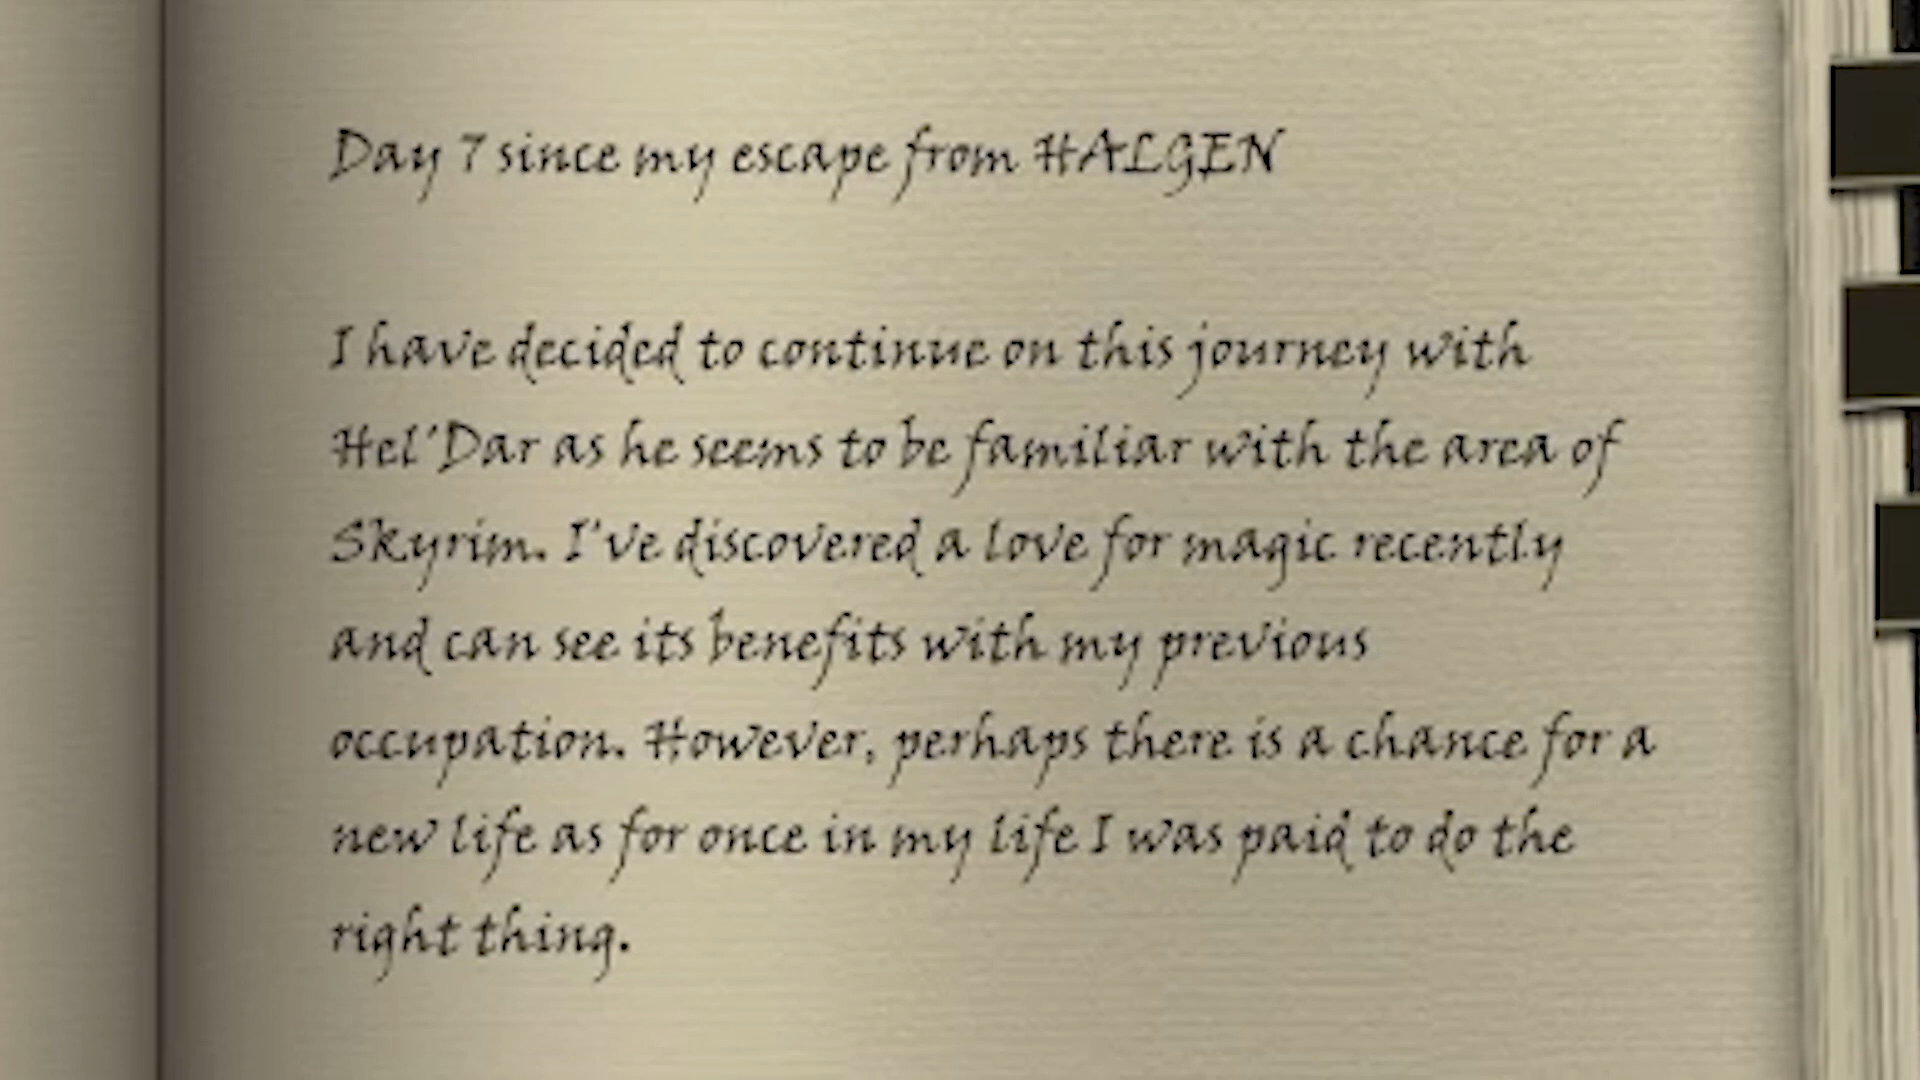 Day 7 since my escape from HALGEN
I have decided to continue on this journey with
Hel'Dar as he seems to be familiar with the area of
Skyrim. I've discovered a love for magic recently
and can see its benefits with my previous
occupation. However, perhaps there is a chance for a
new life as for once in my life I was paid to do the
right thing.